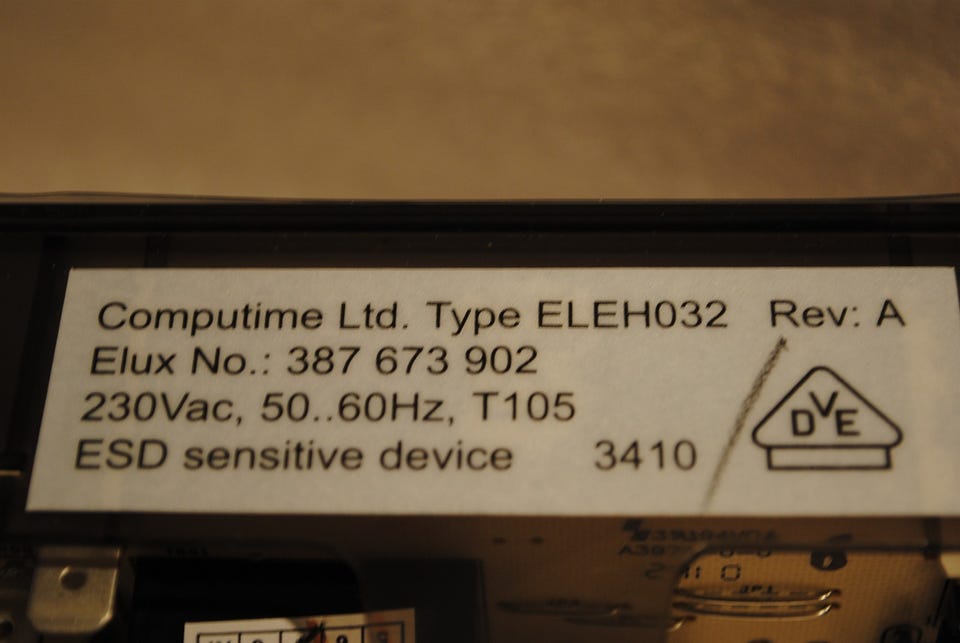 Computime Ltd. Type ELEH032 Rev: A
Elux No.: 387 673 902
230Vac, 50..60Hz, T105
ESD sensitive device 3410
DVE